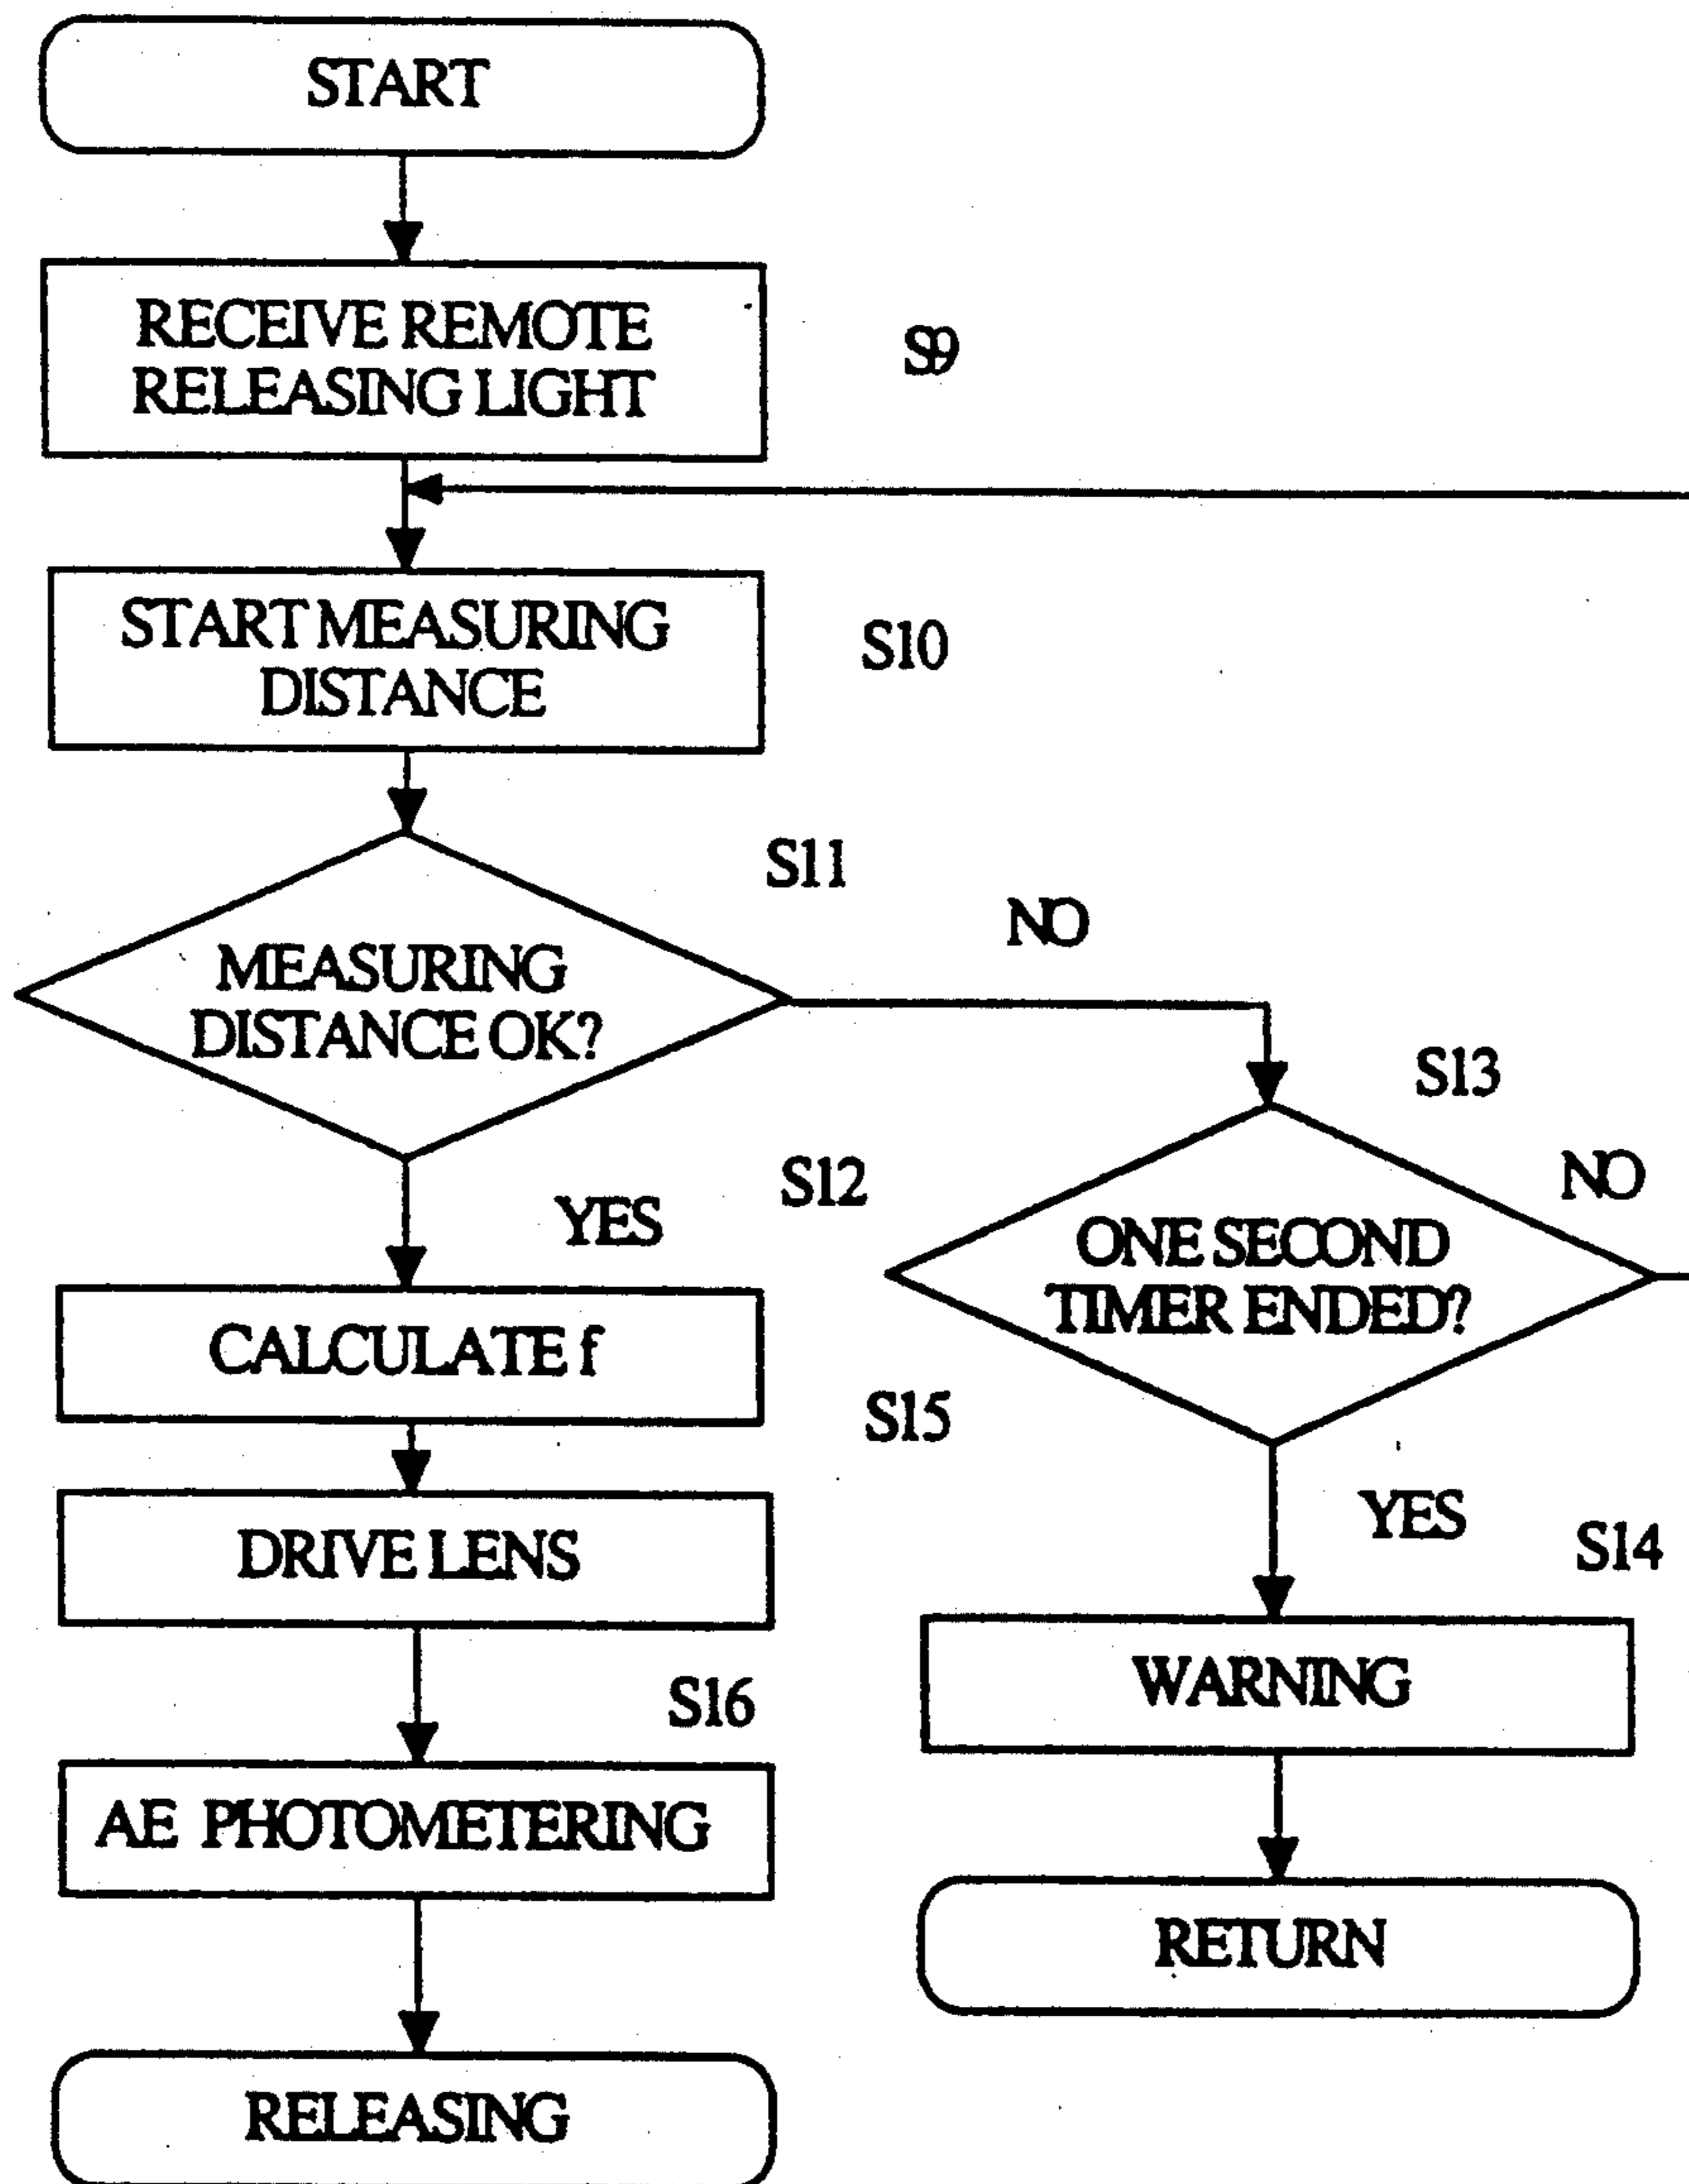 START
RECEIVE REMOTE
RELEASING LIGHT
S9
START MEASURING
DISTANCE
S10
S11
MEASURING
DISTANCE OK?
NO
YES
S12
CALCULATE f
S13
ONE SECOND
TIMER ENDED?
NO
YES
S15
DRIVE LENS
S14
WARNING
S16
AE PHOTOMETERING
RETURN
RELEASING